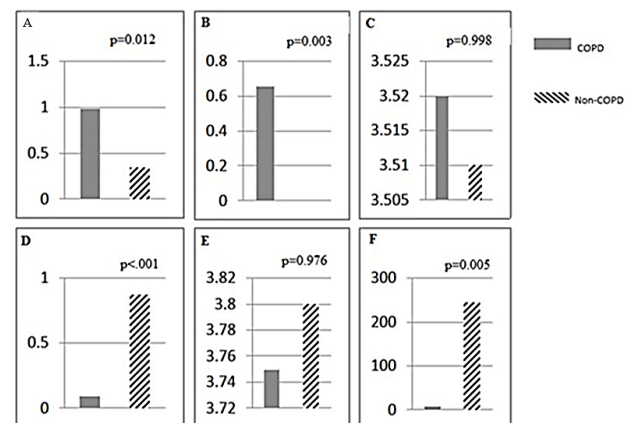 A
p=0.012
1.5
1
0.5
0
B
p=0.003
0.8
0.6
0.4
0.2
0
C
p=0.998
3.525
3.52
3.515
3.51
3.505
COPD
Non-COPD
D
p<.001
1
0.5
0
E
p=0.976
3.82
3.8
3.78
3.76
3.74
3.72
F
p=0.005
300
200
100
0